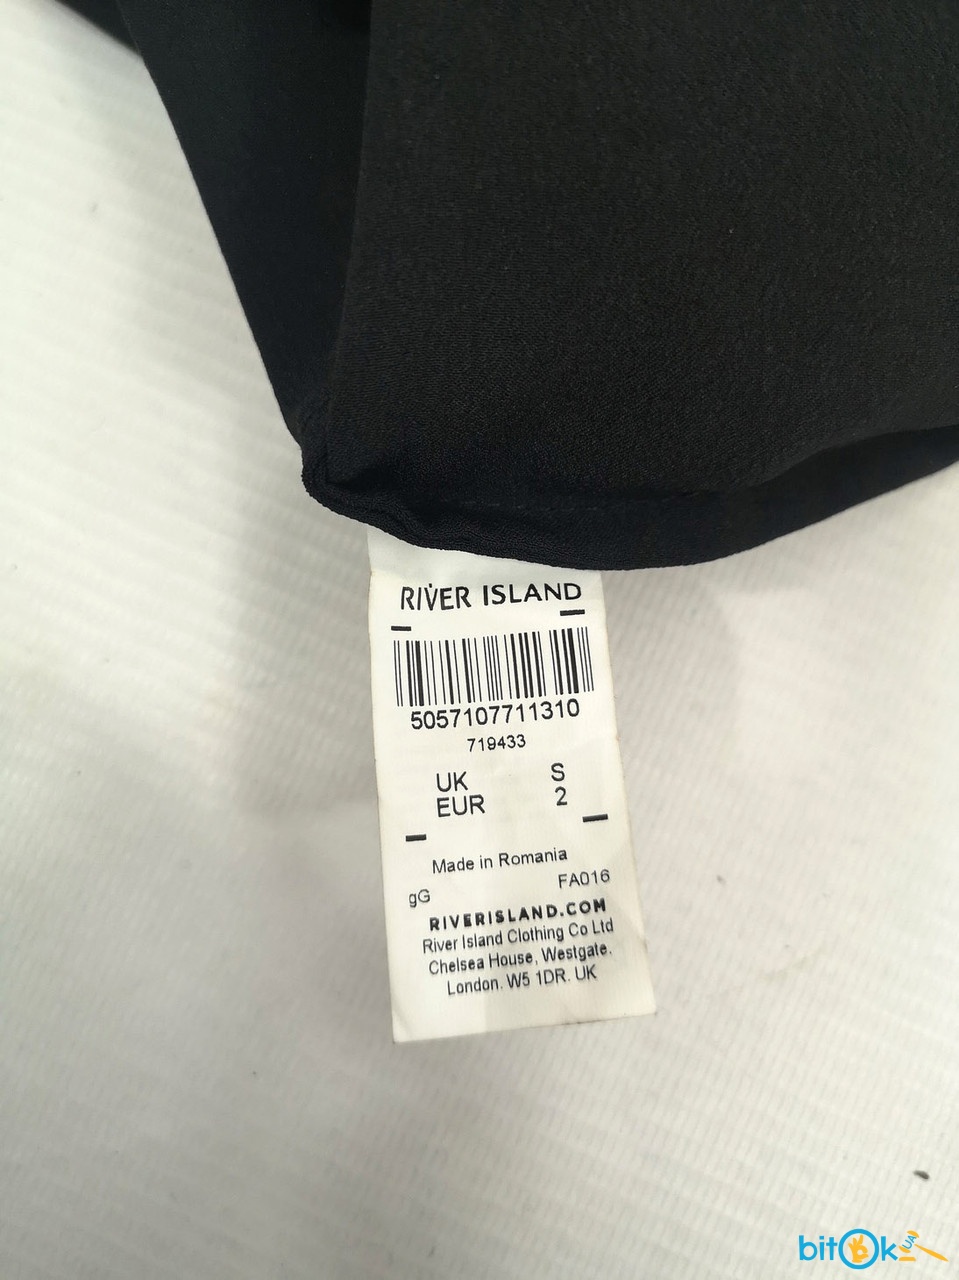 RIVER ISLAND
5057107711310
719433
UK S
EUR 2
Made in Romania
gG FA016
RIVERISLAND.COM
River Island Clothing Co Ltd
Chelsea House, Westgate.
London. W5 1DR. UK
bitOk UA